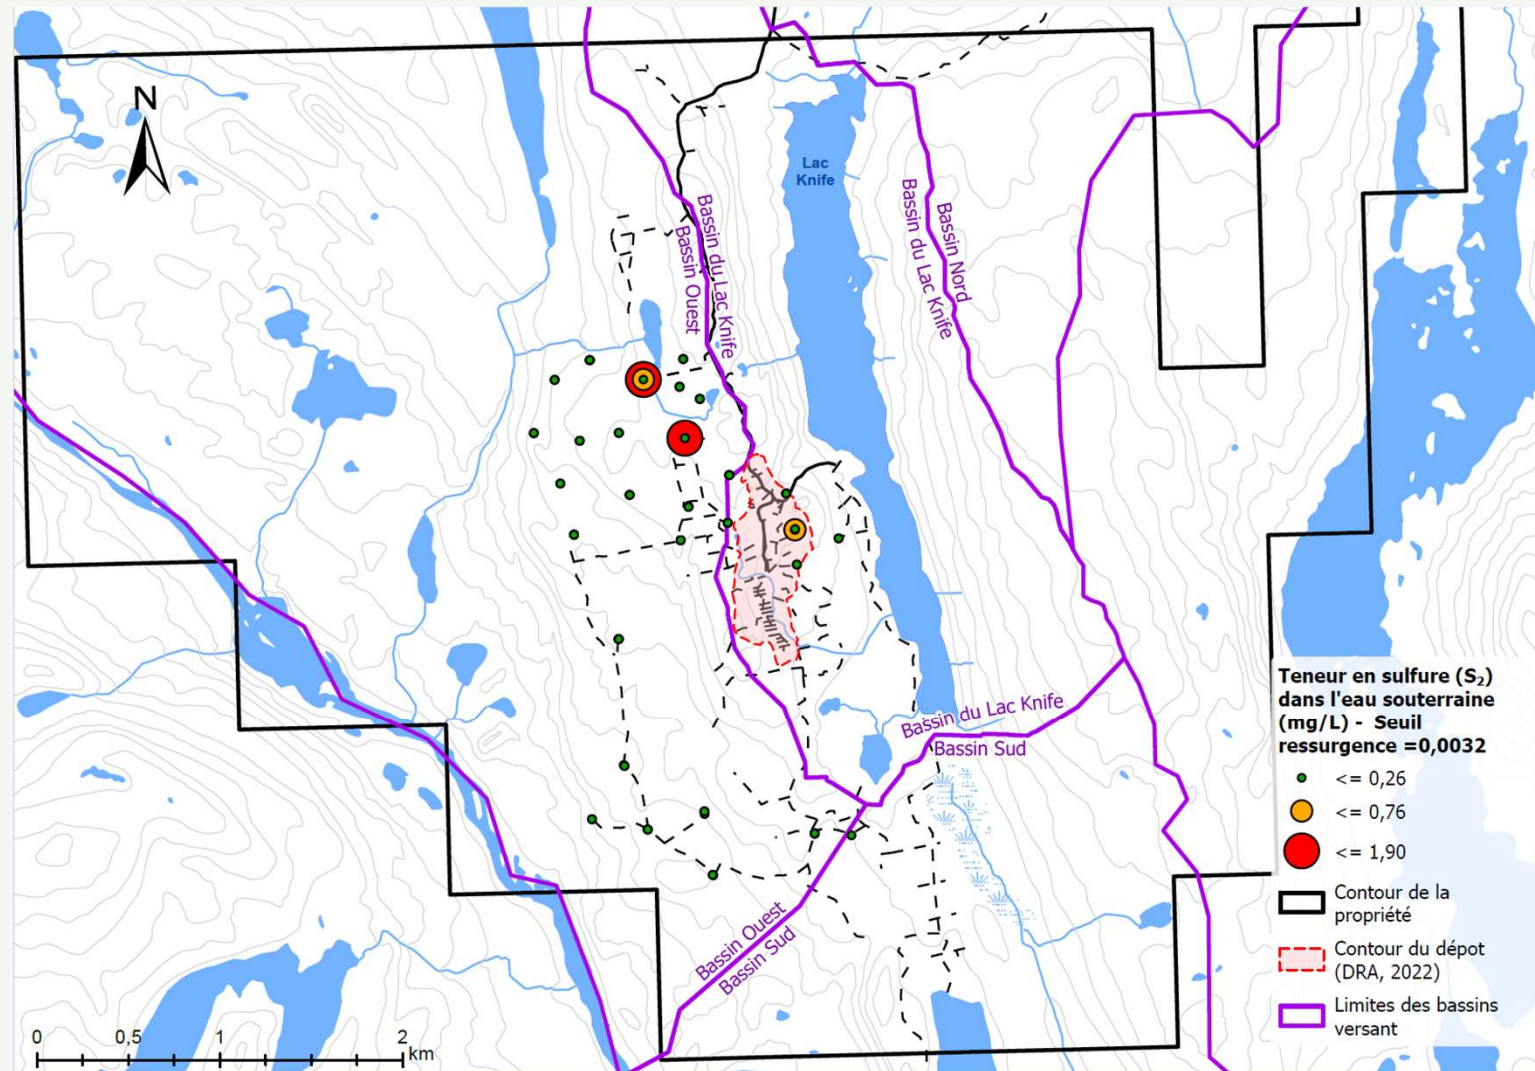 N
Lac
Knife
Bassin du Lac Knife
Bassin Ouest
Bassin Nord
Bassin du Lac Knife
Bassin du Lac Knife
Bassin Sud
Bassin Ouest
Bassin Sud
Teneur en sulfure (S₂)
dans l'eau souterraine
(mg/L) - Seuil
ressurgence =0,0032
<= 0,26
<= 0,76
<= 1,90
Contour de la
propriété
Contour du dépot
(DRA, 2022)
Limites des bassins
versant
0 0,5 1 2
km